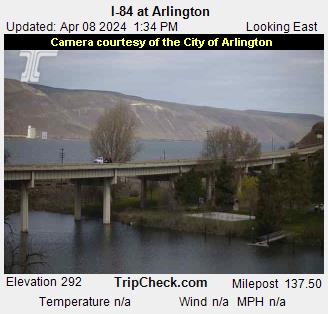 I-84 at Arlington
Updated: Apr 08 2024 1:34 PM Looking East
Camera courtesy of the City of Arlington
Elevation 292 TripCheck.com Milepost 137.50
Temperature n/a Wind n/a MPH n/a